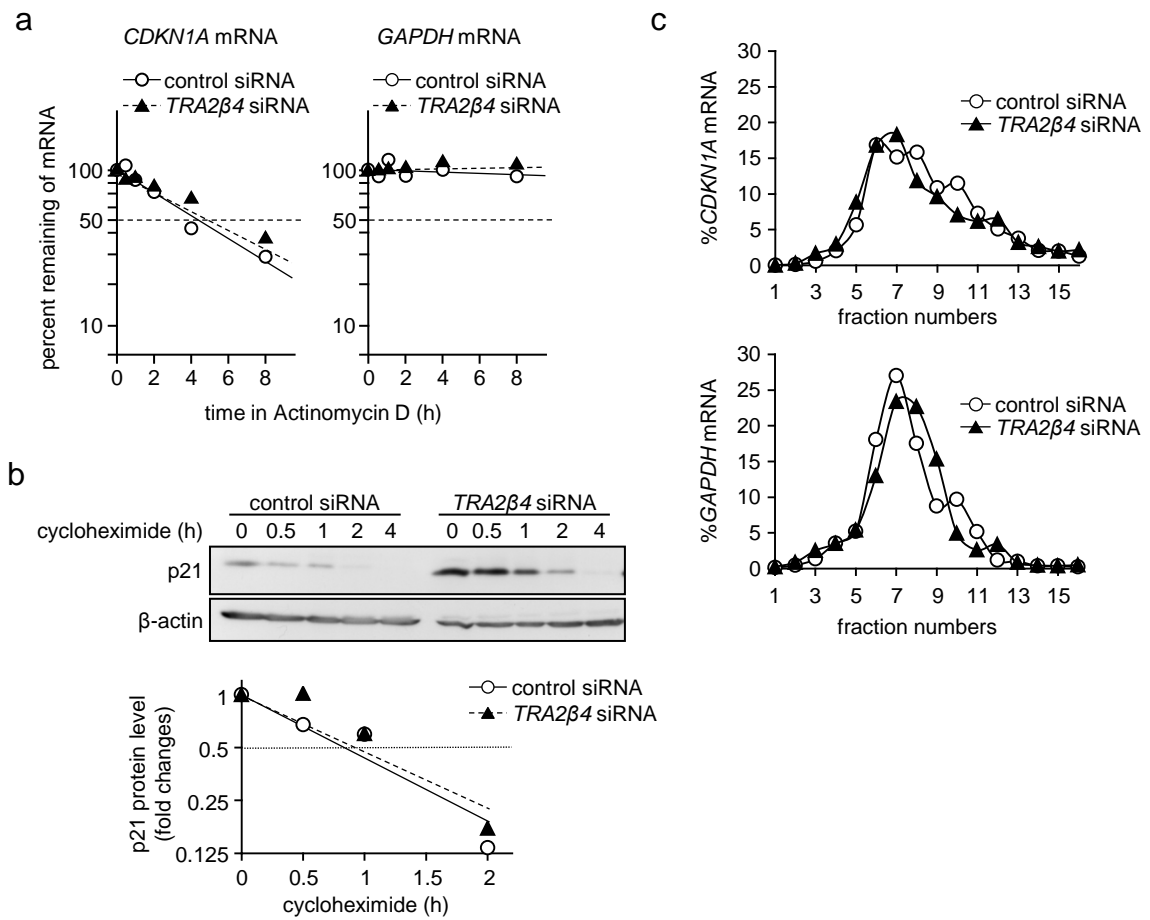 a
CDKN1A mRNA
control siRNA
TRA2β4 siRNA
GAPDH mRNA
control siRNA
TRA2β4 siRNA
percent remaining of mRNA
100
50
10
0 2 4 6 8
100
50
10
0 2 4 6 8
time in Actinomycin D (h)
b
control siRNA TRA2β4 siRNA
cycloheximide (h) 0 0.5 1 2 4 0 0.5 1 2 4
p21
β-actin
control siRNA
TRA2β4 siRNA
p21 protein level
(fold changes)
1
0.5
0.25
0.125
0 0.5 1 1.5 2
cycloheximide (h)
c
%CDKN1A mRNA
30
25
20
15
10
5
0
control siRNA
TRA2β4 siRNA
1 3 5 7 9 11 13 15
fraction numbers
%GAPDH mRNA
30
25
20
15
10
5
0
control siRNA
TRA2β4 siRNA
1 3 5 7 9 11 13 15
fraction numbers